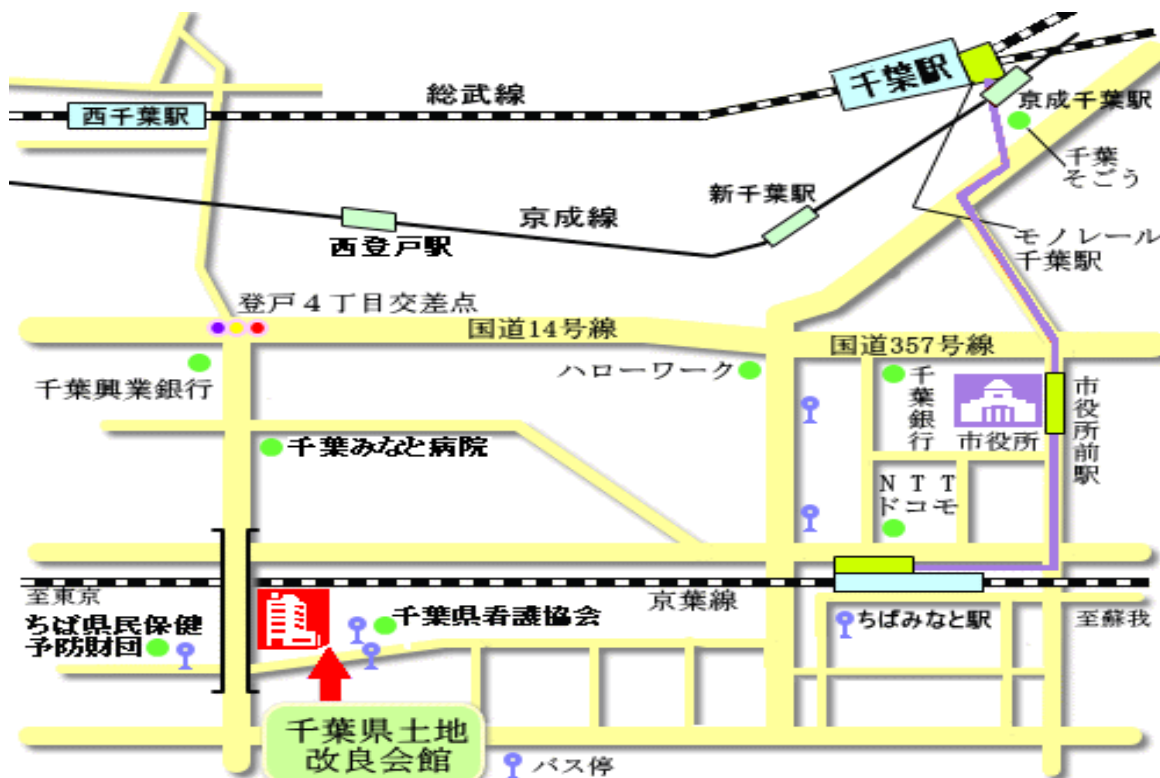 千葉駅
総武線
西千葉駅
京成千葉駅
千葉
そごう
新千葉駅
京成線
西登戸駅
モノレール
千葉駅
登戸4丁目交差点
国道14号線
国道357号線
千葉興業銀行
ハローワーク
千葉銀行
市役所
市役所前駅
千葉みなと病院
NTT
ドコモ
至東京
京葉線
ちばみなと駅
至蘇我
ちば県民保健
予防財団
千葉県看護協会
千葉県土地
改良会館
バス停